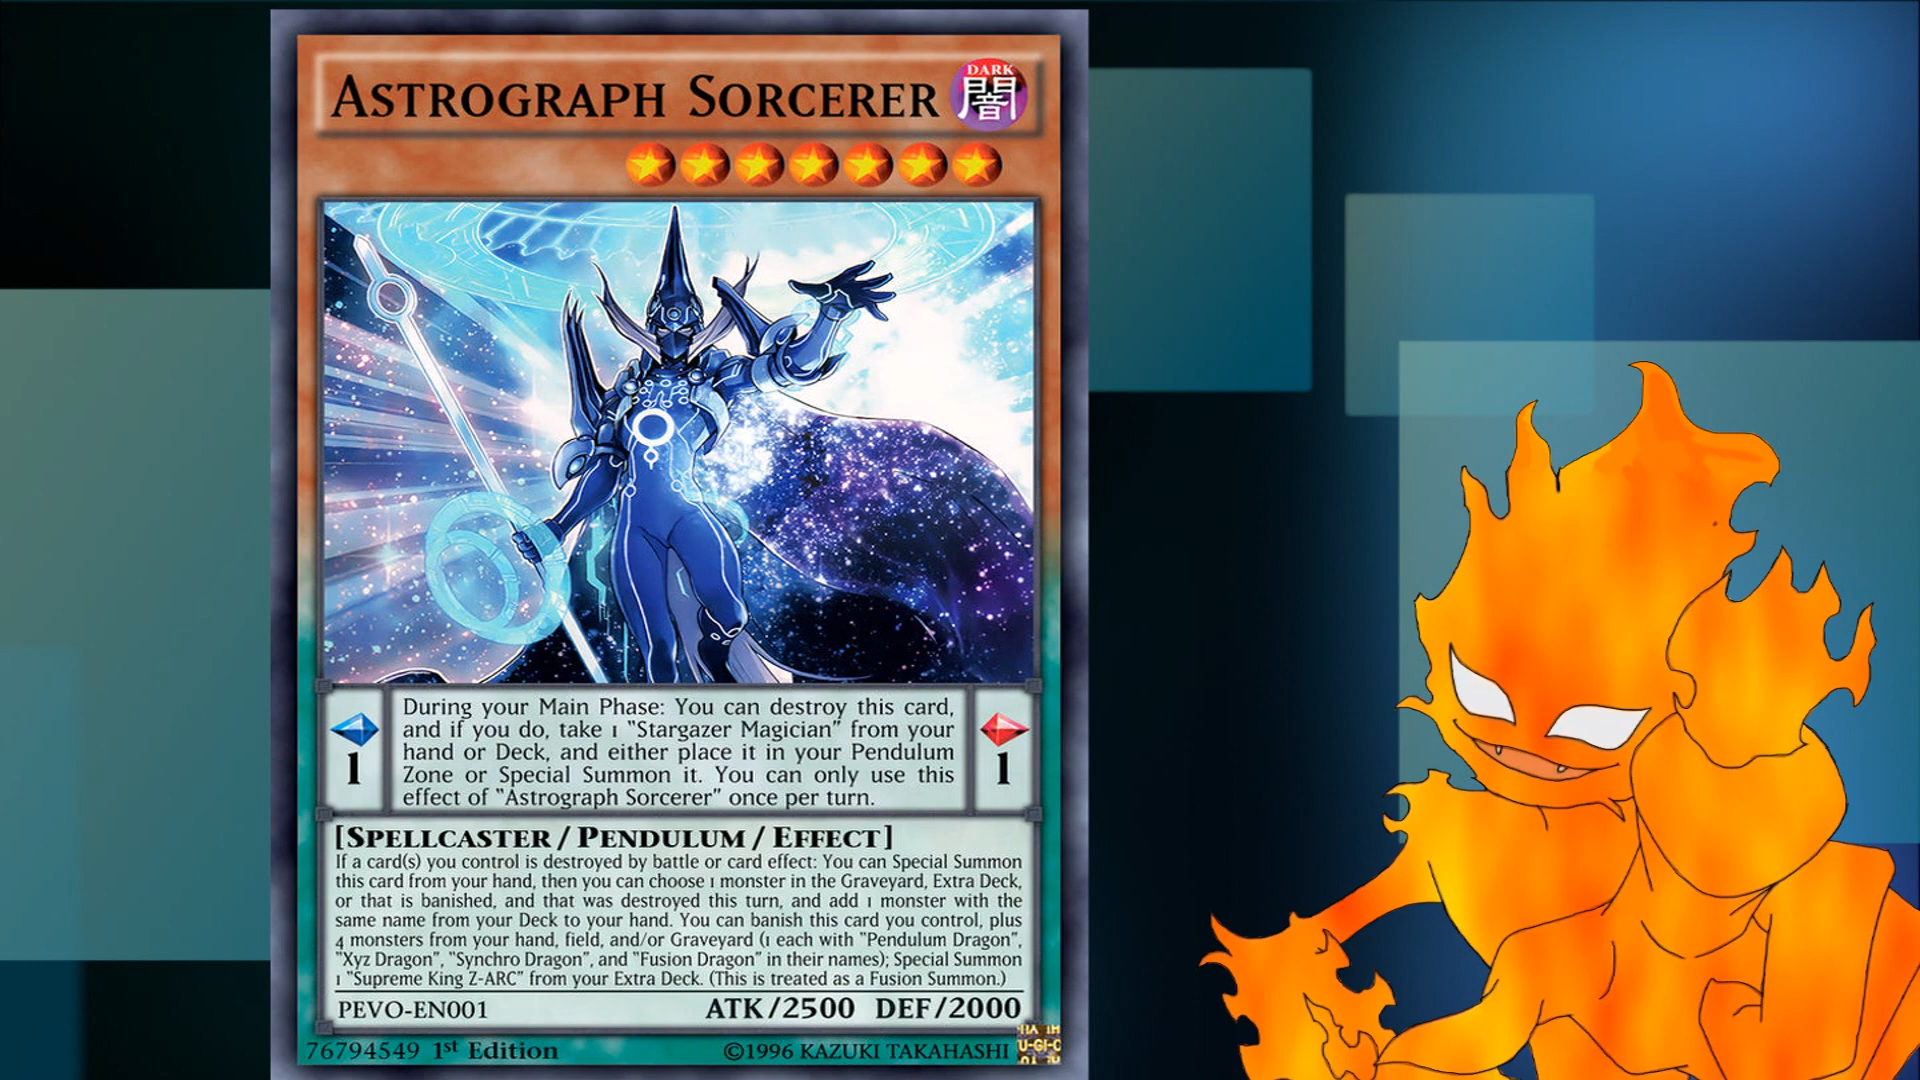 ASTROGRAPH SORCERER
DARK
闇
During your Main Phase: You can destroy this card,
and if you do, take 1 "Stargazer Magician" from your
hand or Deck, and either place it in your Pendulum
Zone or Special Summon it. You can only use this
effect of "Astrograph Sorcerer" once per turn.
1
1
[SPELLCASTER / PENDULUM / EFFECT]
If a card(s) you control is destroyed by battle or card effect: You can Special Summon
this card from your hand, then you can choose 1 monster in the Graveyard, Extra Deck,
or that is banished, and that was destroyed this turn, and add 1 monster with the
same name from your Deck to your hand. You can banish this card you control, plus
4 monsters from your hand, field, and/or Graveyard (1 each with "Pendulum Dragon",
"Xyz Dragon", "Synchro Dragon", and "Fusion Dragon" in their names); Special Summon
1 "Supreme King Z-ARC" from your Extra Deck. (This is treated as a Fusion Summon.)
PEVO-EN001
ATK/2500 DEF/2000
76794549 1st Edition
©1996 KAZUKI TAKAHASHI